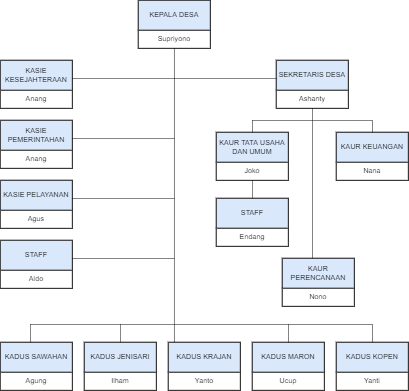 KEPALA DESA
Supriyono
KASIE
KESEJAHTERAAN
Anang
SEKRETARIS DESA
Ashanty
KASIE
PEMERINTAHAN
Anang
KAUR TATA USAHA
DAN UMUM
Joko
KAUR KEUANGAN
Nana
KASIE PELAYANAN
Agus
STAFF
Endang
STAFF
Aldo
KAUR
PERENCANAAN
Nono
KADUS SAWAHAN
Agung
KADUS JENISARI
Ilham
KADUS KRAJAN
Yanto
KADUS MARON
Ucup
KADUS KOPEN
Yanti